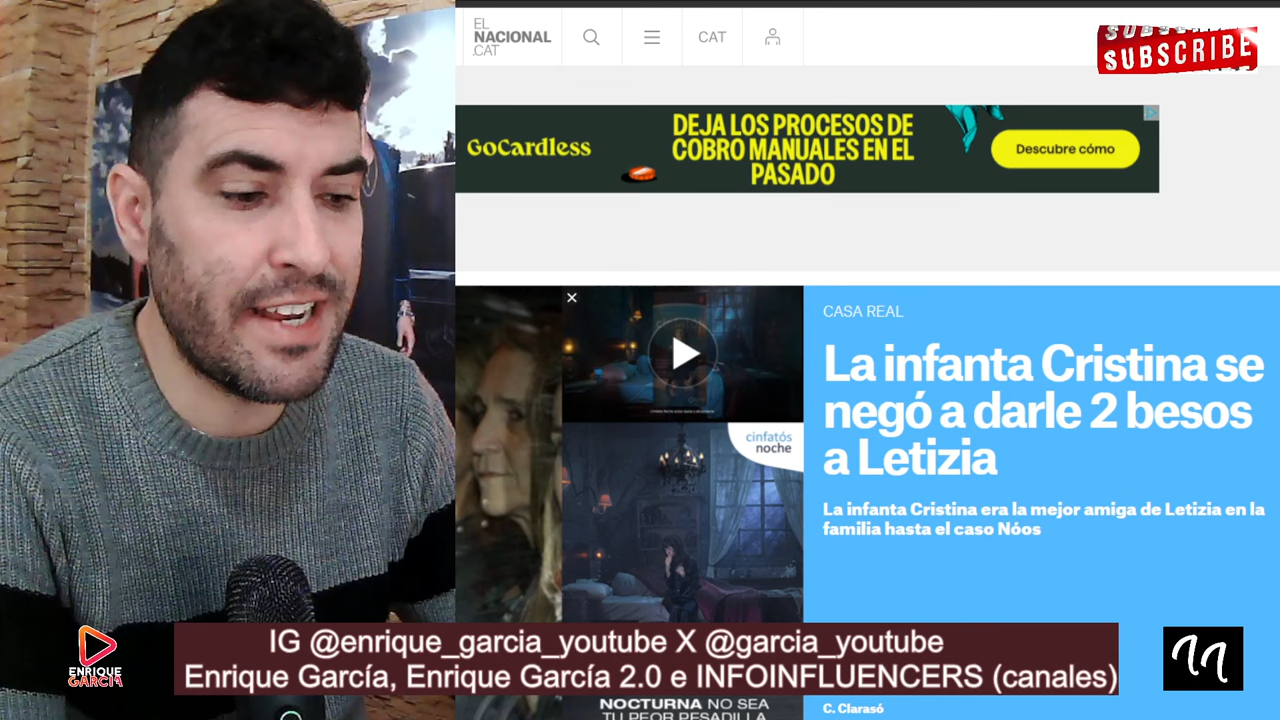 EL
NACIONAL
.CAT
CAT
SUBSCRIBE
SUBSCRIBE
GoCardless
DEJA LOS PROCESOS DE
COBRO MANUALES EN EL
PASADO
Descubre cómo
CASA REAL
La infanta Cristina se
negó a darle 2 besos
a Letizia
La infanta Cristina era la mejor amiga de Letizia en la
familia hasta el caso Nóos
cinfatós
noche
IG @enrique_garcia_youtube X @garcia_youtube
Enrique García, Enrique García 2.0 e INFOINFLUENCERS (canales)
ENRIQUE
GARCÍA
NOCTURNA NO SEA
TU PEOR PESADILLA
C. Clarasó